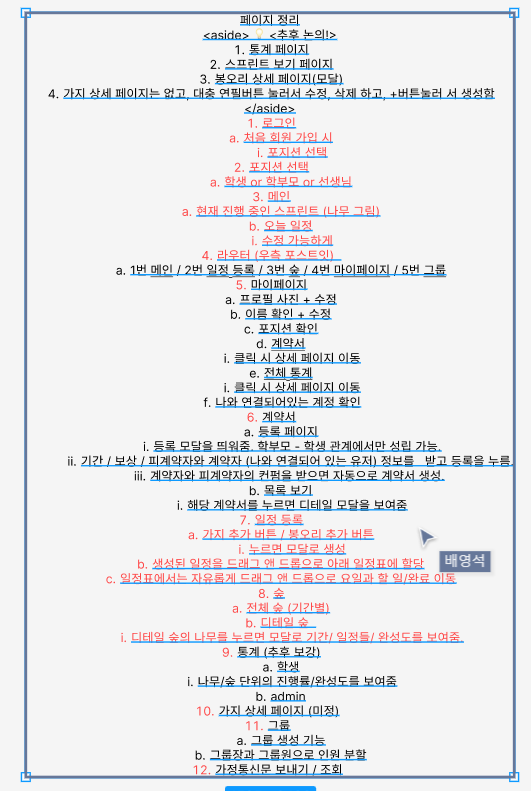 페이지 정리
<aside> 💡 <추후 논의!>
1. 통계 페이지
2. 스프린트 보기 페이지
3. 봉오리 상세 페이지(모달)
4. 가지 상세 페이지는 없고, 대충 연필버튼 눌러서 수정, 삭제 하고, +버튼눌러 서 생성함
</aside>
1. 로그인
a. 처음 회원 가입 시
i. 포지션 선택
2. 포지션 선택
a. 학생 or 학부모 or 선생님
3. 메인
a. 현재 진행 중인 스프린트 (나무 그림)
b. 오늘 일정
i. 수정 가능하게
4. 라우터 (우측 포스트잇)
a. 1번 메인 / 2번 일정 등록 / 3번 숲 / 4번 마이페이지 / 5번 그룹
5. 마이페이지
a. 프로필 사진 + 수정
b. 이름 확인 + 수정
c. 포지션 확인
d. 계약서
i. 클릭 시 상세 페이지 이동
e. 전체 통계
i. 클릭 시 상세 페이지 이동
f. 나와 연결되어있는 계정 확인
6. 계약서
a. 등록 페이지
i. 등록 모달을 띄워줌. 학부모 - 학생 관계에서만 성립 가능.
ii. 기간 / 보상 / 피계약자와 계약자 (나와 연결되어 있는 유저) 정보를 받고 등록을 누름.
iii. 계약자와 피계약자의 컨펌을 받으면 자동으로 계약서 생성.
b. 목록 보기
i. 해당 계약서를 누르면 디테일 모달을 보여줌
7. 일정 등록
a. 가지 추가 버튼 / 봉오리 추가 버튼
i. 누르면 모달로 생성
b. 생성된 일정을 드래그 앤 드롭으로 아래 일정표에 할당
c. 일정표에서는 자유롭게 드래그 앤 드롭으로 요일과 할 일/완료 이동
배영석
8. 숲
a. 전체 숲 (기간별)
b. 디테일 숲
i. 디테일 숲의 나무를 누르면 모달로 기간/ 일정들/ 완성도를 보여줌.
9. 통계 (추후 보강)
a. 학생
i. 나무/숲 단위의 진행률/완성도를 보여줌
b. admin
10. 가지 상세 페이지 (미정)
11. 그룹
a. 그룹 생성 기능
b. 그룹장과 그룹원으로 인원 분할
12. 가정통신문 보내기 / 조회